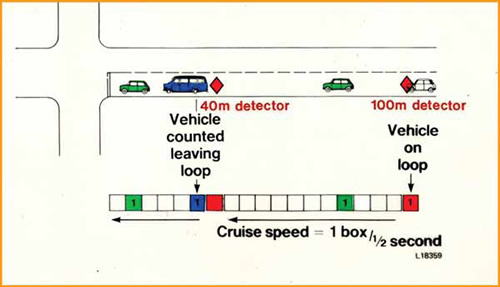 40m detector
100m detector
Vehicle
counted
leaving
loop
Vehicle
on
loop
1
1
1
1
Cruise speed = 1 box/1/2 second
L18359